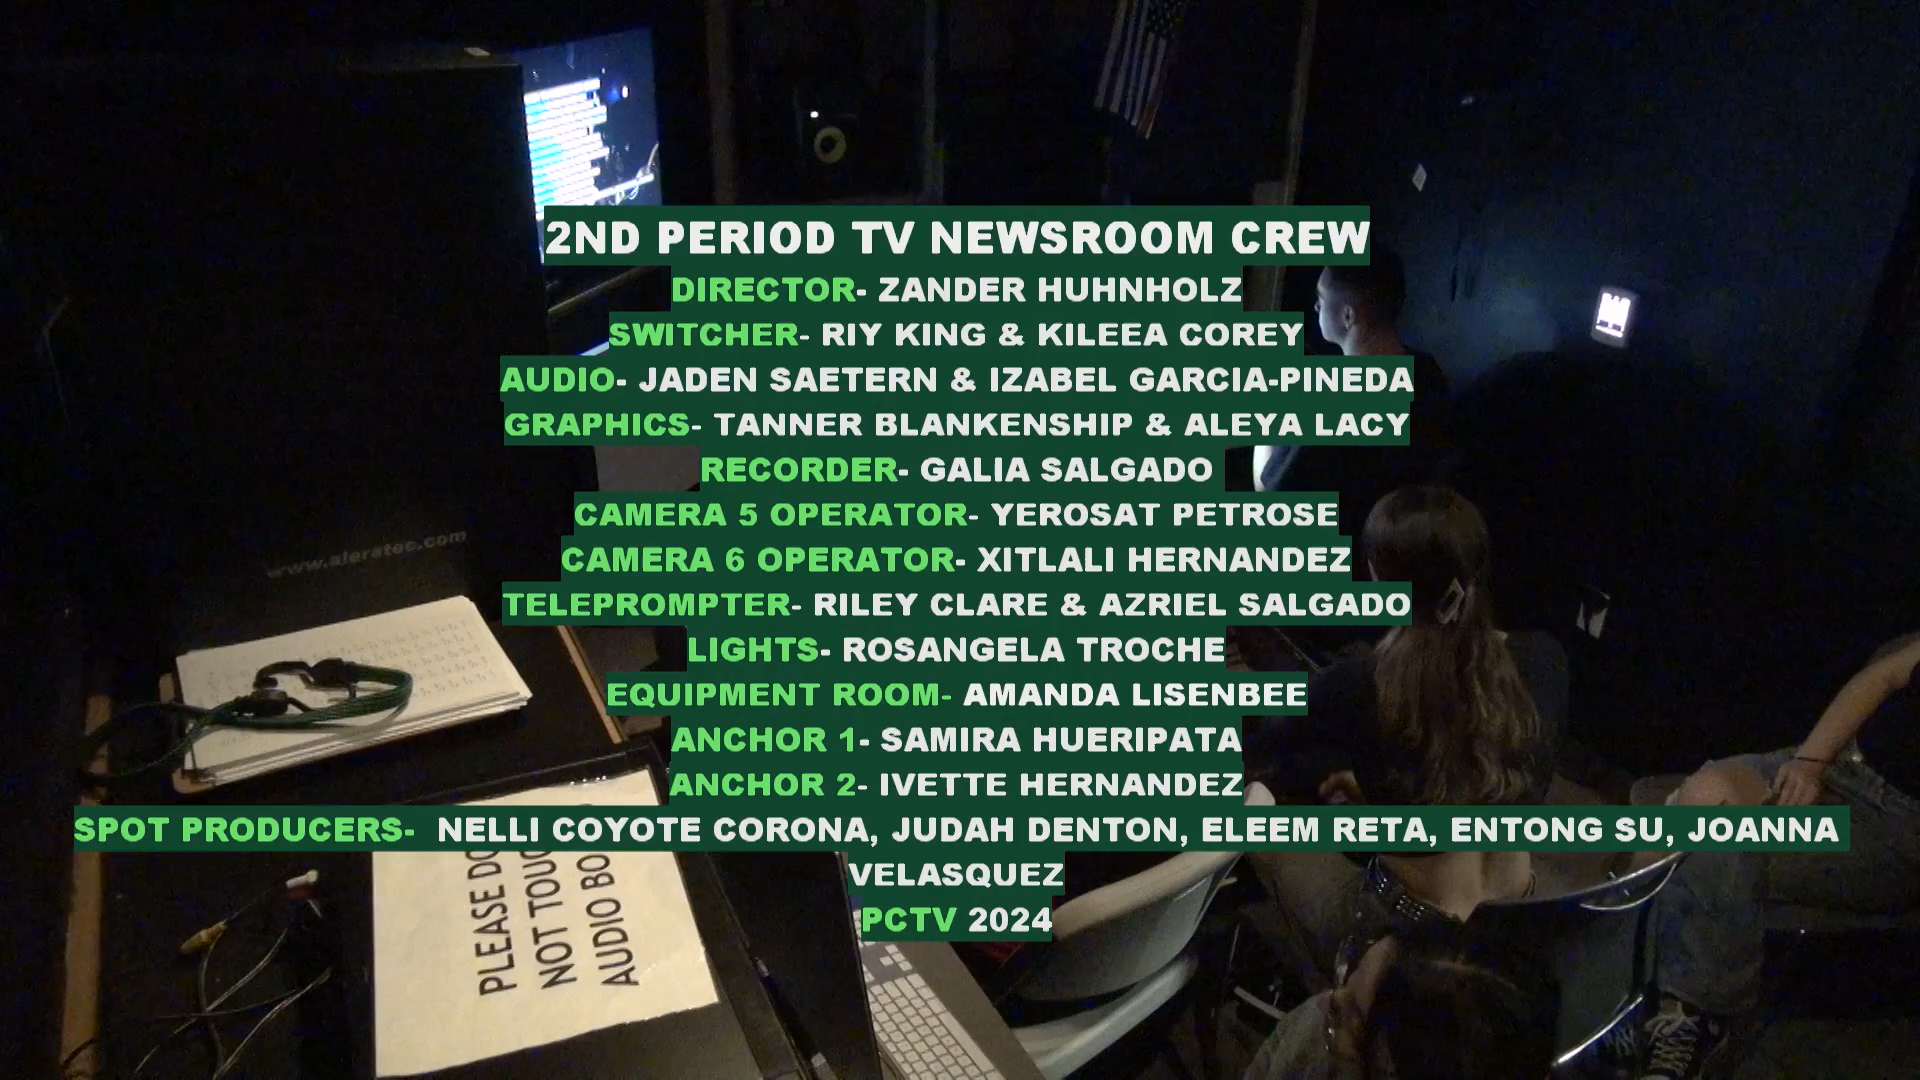 2ND PERIOD TV NEWSROOM CREW
DIRECTOR- ZANDER HUHNHOLZ
SWITCHER- RIY KING & KILEEA COREY
AUDIO- JADEN SAETERN & IZABEL GARCIA-PINEDA
GRAPHICS- TANNER BLANKENSHIP & ALEYA LACY
RECORDER- GALIA SALGADO
CAMERA 5 OPERATOR- YEROSAT PETROSE
CAMERA 6 OPERATOR- XITLALI HERNANDEZ
TELEPROMPTER- RILEY CLARE & AZRIEL SALGADO
LIGHTS- ROSANGELA TROCHE
EQUIPMENT ROOM- AMANDA LISENBEE
ANCHOR 1- SAMIRA HUERIPATA
ANCHOR 2- IVETTE HERNANDEZ
SPOT PRODUCERS- NELLI COYOTE CORONA, JUDAH DENTON, ELEEM RETA, ENTONG SU, JOANNA
VELASQUEZ
PCTV 2024
www.aleratec.com
PLEASE DO
NOT TOUC
AUDIO BO